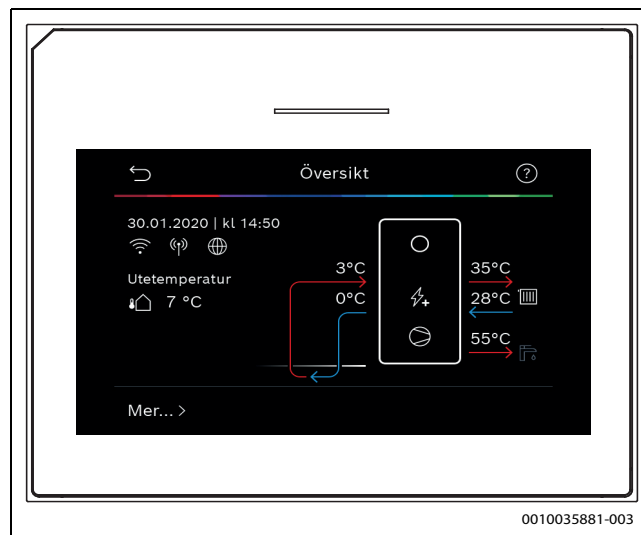 Översikt
?
30.01.2020 | kl 14:50
Utetemperatur
7 °C
3°C
0°C
35°C
28°C
55°C
Mer... >
0010035881-003